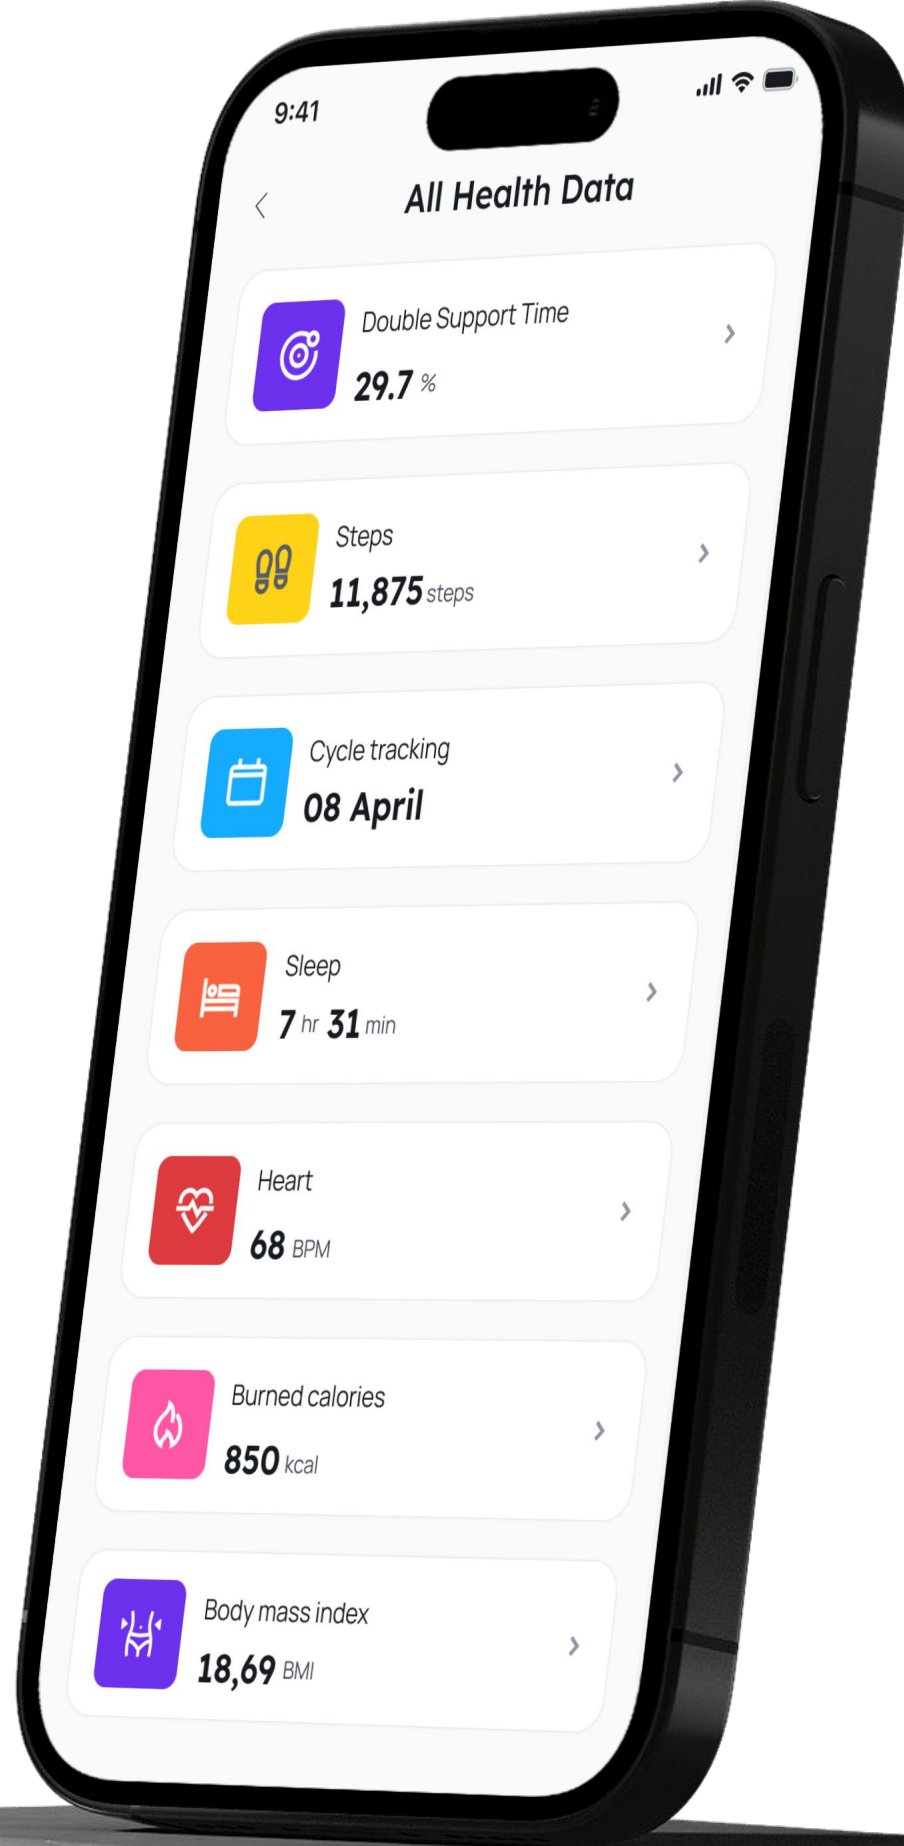 9:41
All Health Data
Double Support Time
29.7 %
Steps
11,875 steps
Cycle tracking
08 April
Sleep
7 hr 31 min
Heart
68 BPM
Burned calories
850 kcal
Body mass index
18,69 BMI